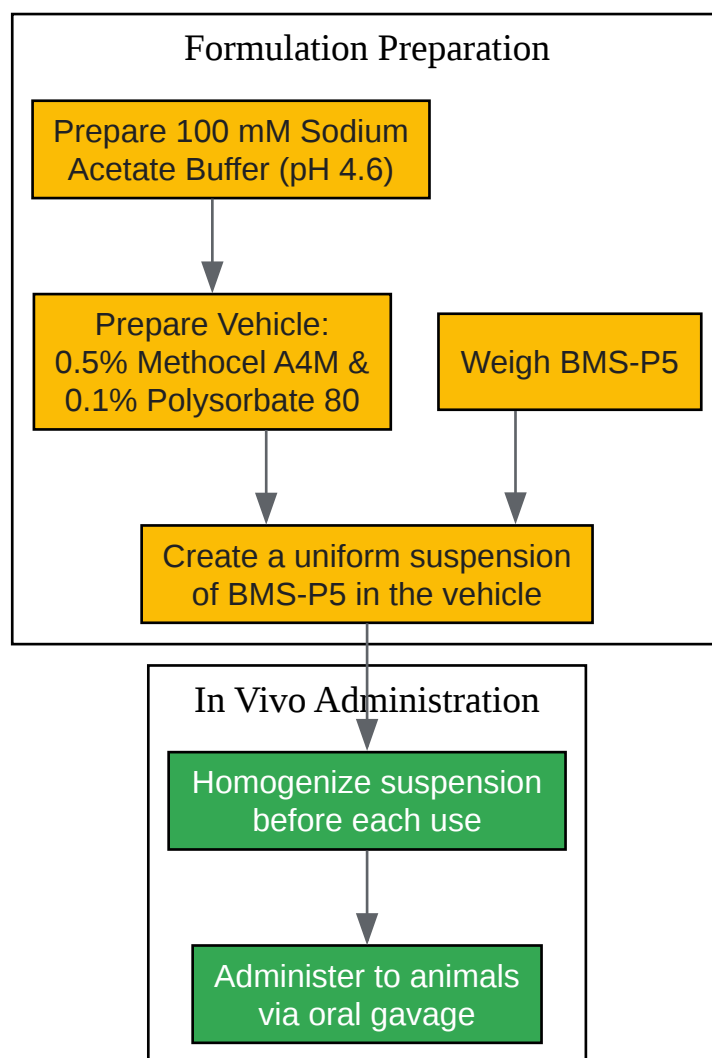 Formulation Preparation
Prepare 100 mM Sodium
Acetate Buffer (pH 4.6)
Prepare Vehicle:
0.5% Methocel A4M &
0.1% Polysorbate 80
Weigh BMS-P5
Create a uniform suspension
of BMS-P5 in the vehicle
In Vivo Administration
Homogenize suspension
before each use
Administer to animals
via oral gavage